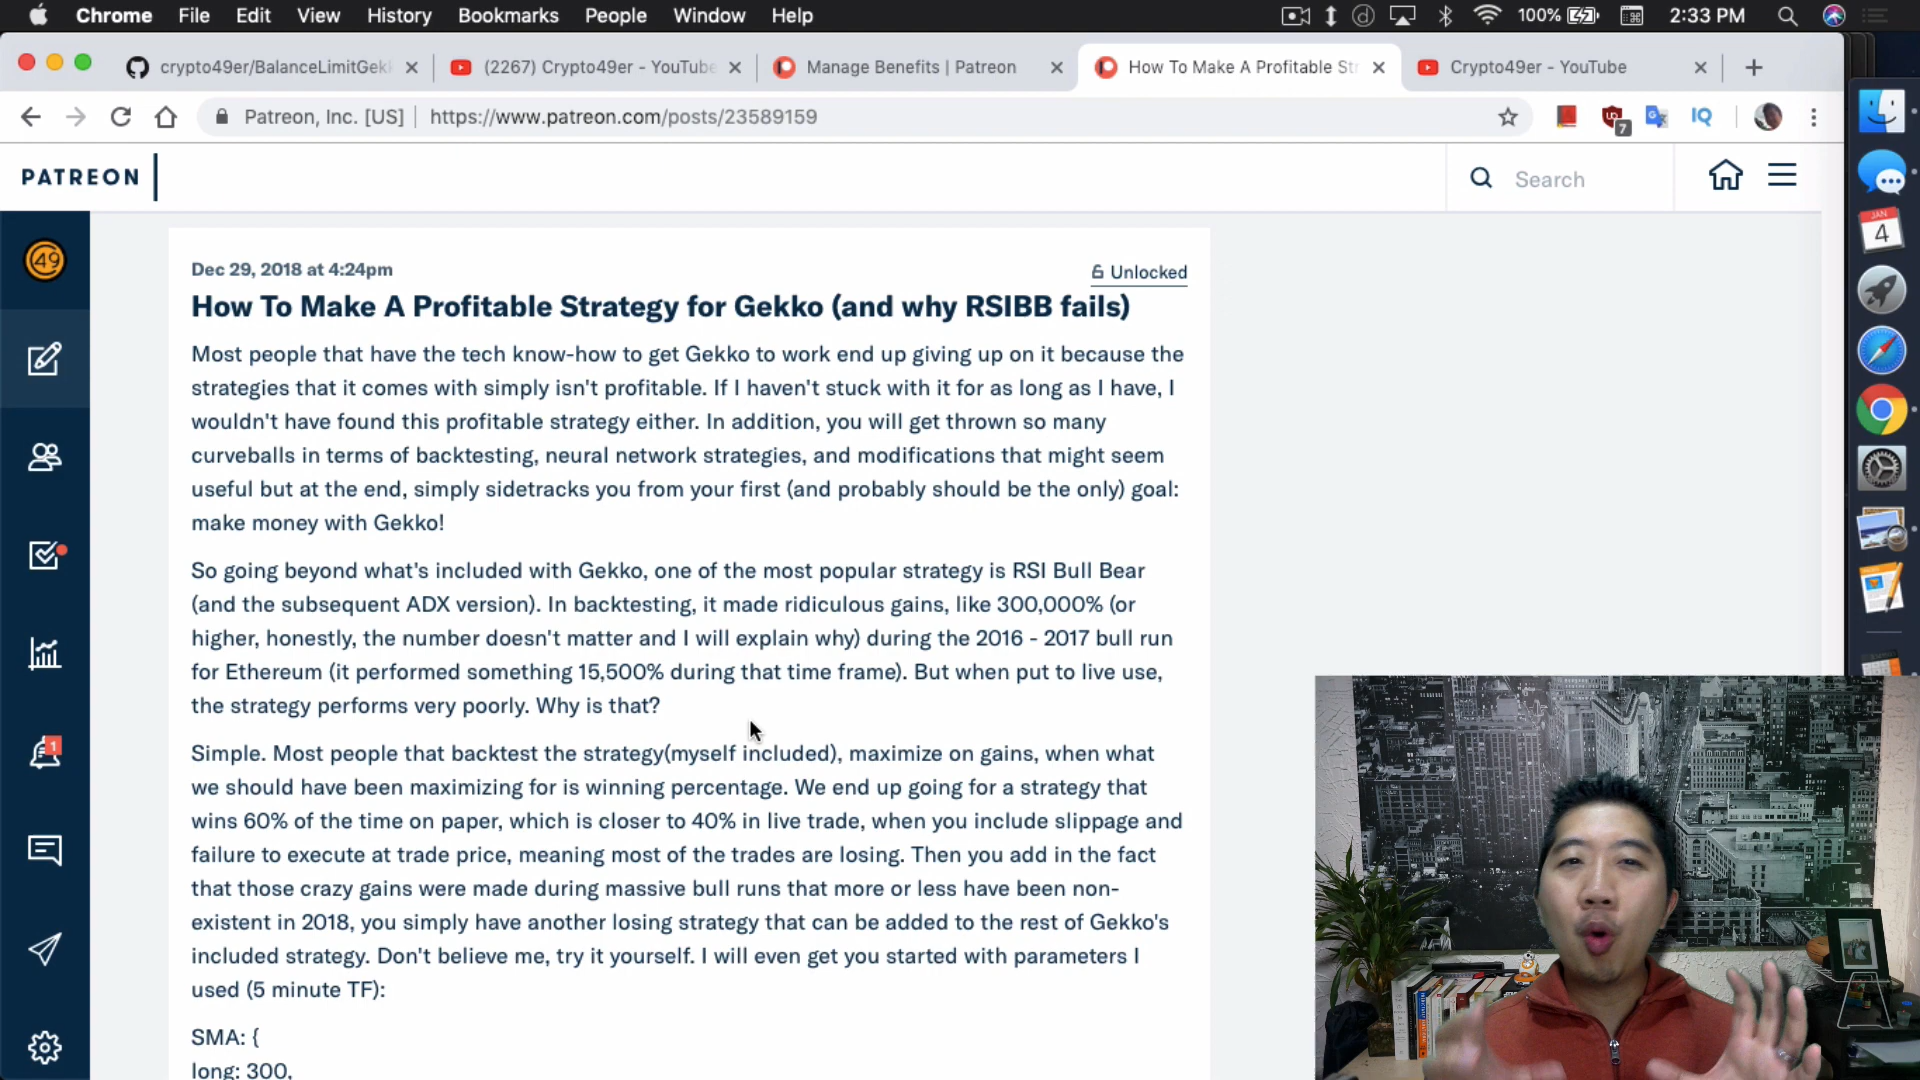 Chrome File Edit View History Bookmarks People Window Help 100% 2:33 PM
crypto49er/BalanceLimitGek (2267) Crypto49er - YouTube Manage Benefits | Patreon How To Make A Profitable Str Crypto49er - YouTube
Patreon, Inc. [US] https://www.patreon.com/posts/23589159 7 IQ
PATREON Search
JAN
4
49
Dec 29, 2018 at 4:24pm Unlocked
How To Make A Profitable Strategy for Gekko (and why RSIBB fails)
Most people that have the tech know-how to get Gekko to work end up giving up on it because the
strategies that it comes with simply isn't profitable. If I haven't stuck with it for as long as I have, I
wouldn't have found this profitable strategy either. In addition, you will get thrown so many
curveballs in terms of backtesting, neural network strategies, and modifications that might seem
useful but at the end, simply sidetracks you from your first (and probably should be the only) goal:
make money with Gekko!
So going beyond what's included with Gekko, one of the most popular strategy is RSI Bull Bear
(and the subsequent ADX version). In backtesting, it made ridiculous gains, like 300,000% (or
higher, honestly, the number doesn't matter and I will explain why) during the 2016 - 2017 bull run
for Ethereum (it performed something 15,500% during that time frame). But when put to live use,
the strategy performs very poorly. Why is that?
1
Simple. Most people that backtest the strategy(myself included), maximize on gains, when what
we should have been maximizing for is winning percentage. We end up going for a strategy that
wins 60% of the time on paper, which is closer to 40% in live trade, when you include slippage and
failure to execute at trade price, meaning most of the trades are losing. Then you add in the fact
that those crazy gains were made during massive bull runs that more or less have been non-
existent in 2018, you simply have another losing strategy that can be added to the rest of Gekko's
included strategy. Don't believe me, try it yourself. I will even get you started with parameters I
used (5 minute TF):
SMA: {
long: 300,